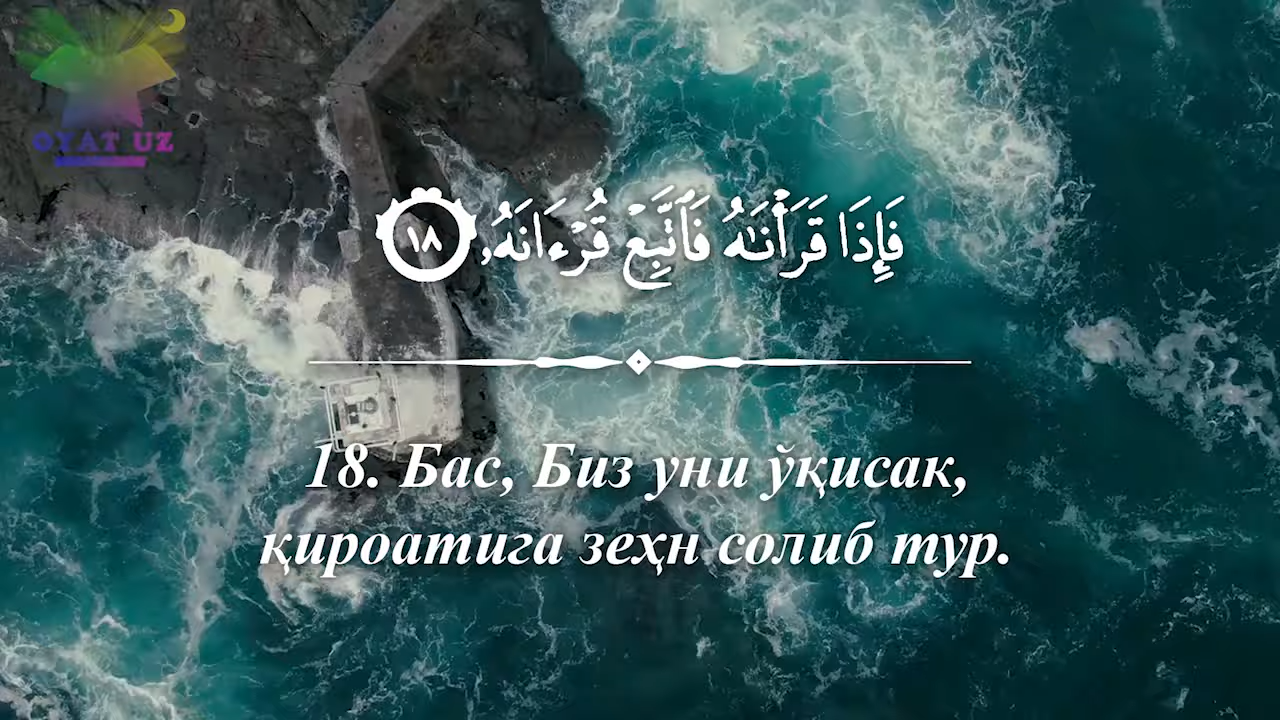 OYAT UZ
فَإِذَا قَرَأْنَـٰهُ فَٱتَّبِعْ قُرْءَانَهُۥ ١٨
18. Бас, Биз уни ўқисак,
қироатига зеҳн солиб тур.